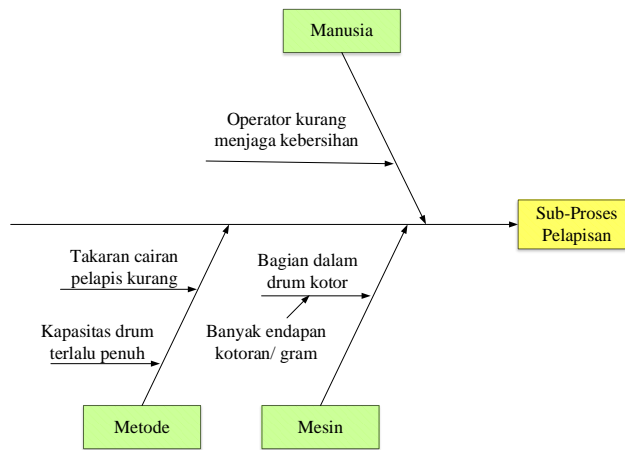 Manusia
Operator kurang
menjaga kebersihan
Sub-Proses
Pelapisan
Takaran cairan
pelapis kurang
Bagian dalam
drum kotor
Kapasitas drum
terlalu penuh
Banyak endapan
kotoran/ gram
Metode
Mesin